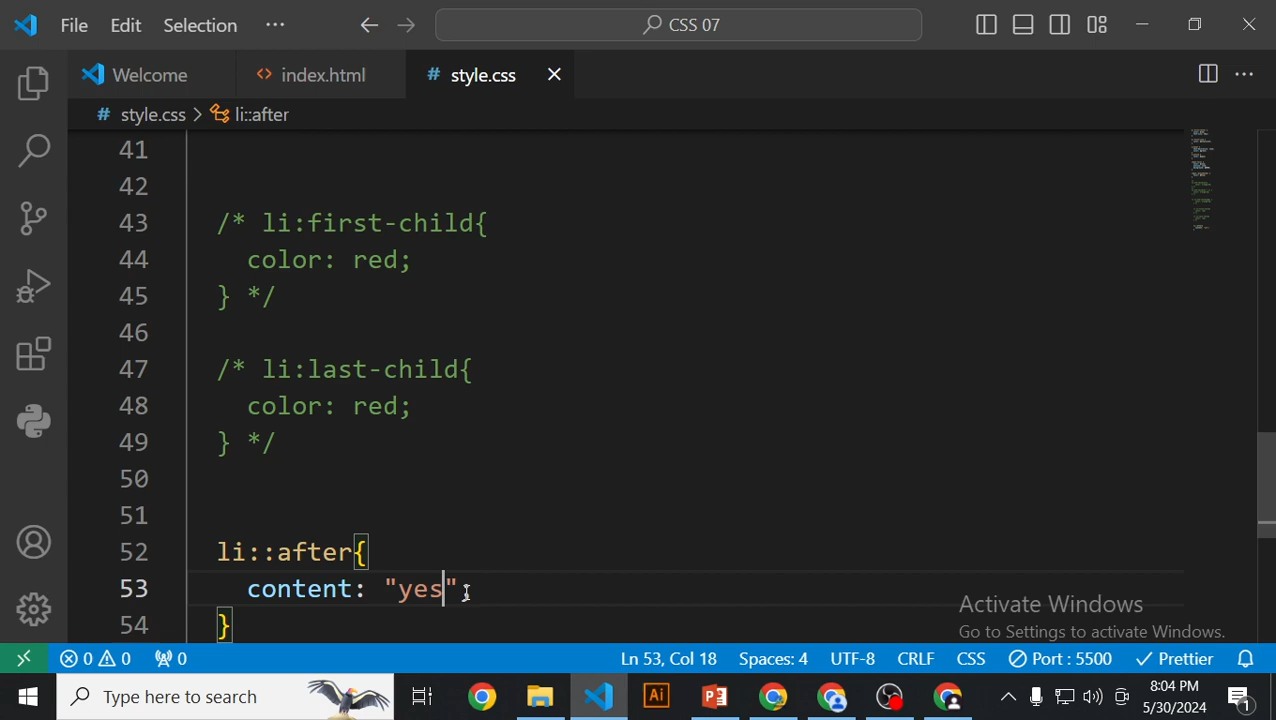 File Edit Selection ... CSS 07
Welcome index.html style.css
style.css > li::after
41
42
43 /* li:first-child{
44 color: red;
45 } */
46
47 /* li:last-child{
48 color: red;
49 } */
50
51
52 li::after{
53 content: "yes";
54 }
Activate Windows
Go to Settings to activate Windows.
0 0 0 Ln 53, Col 18 Spaces: 4 UTF-8 CRLF CSS Port : 5500 Prettier
Type here to search Ai P 8:04 PM
5/30/2024 1